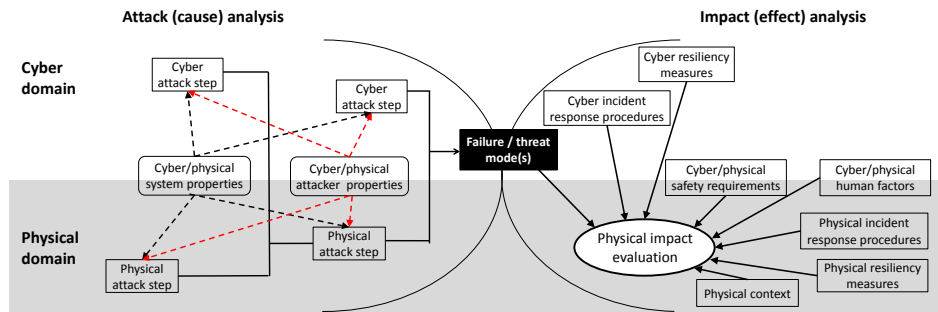 Attack (cause) analysis
Impact (effect) analysis
Cyber
domain
Cyber
attack step
Cyber
attack step
Cyber/physical
system properties
Cyber/physical
attacker properties
Physical
domain
Physical
attack step
Physical
attack step
Failure / threat
mode(s)
Cyber resiliency
measures
Cyber incident
response procedures
Cyber/physical
safety requirements
Cyber/physical
human factors
Physical incident
response procedures
Physical impact
evaluation
Physical resiliency
measures
Physical context